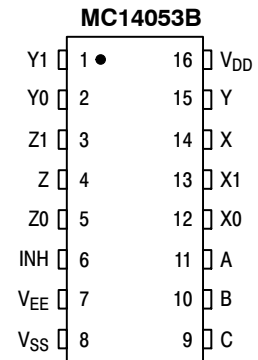 MC14053B
Y1 1 16 VDD
Y0 2 15 Y
Z1 3 14 X
Z 4 13 X1
Z0 5 12 X0
INH 6 11 A
VEE 7 10 B
VSS 8 9 C